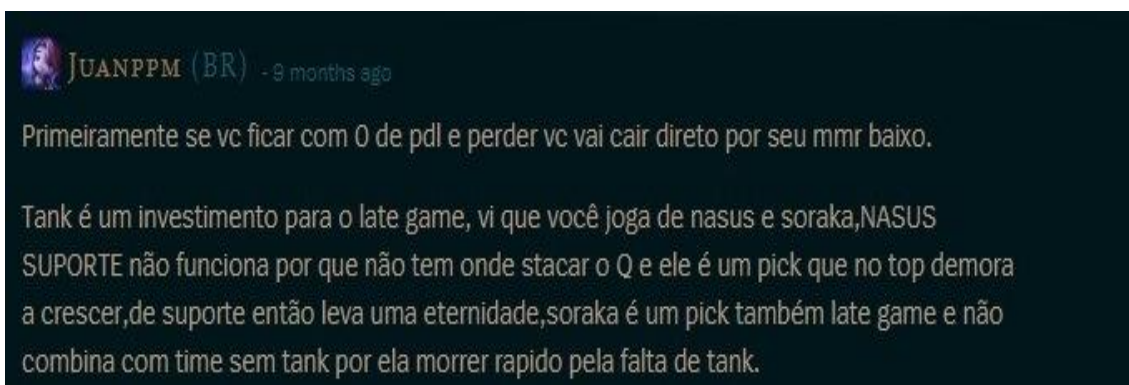 JUANPPM (BR) - 9 months ago
Primeiramente se vc ficar com 0 de pdl e perder vc vai cair direto por seu mmr baixo.
Tank é um investimento para o late game, vi que você joga de nasus e soraka,NASUS
SUPORTE não funciona por que não tem onde stacar o Q e ele é um pick que no top demora
a crescer,de suporte então leva uma eternidade,soraka é um pick também late game e não
combina com time sem tank por ela morrer rapido pela falta de tank.